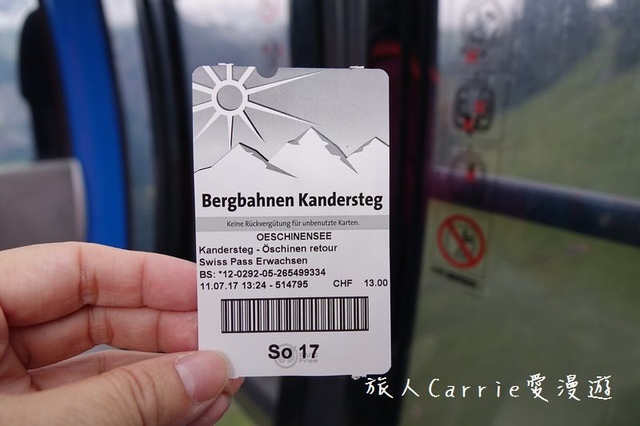 Bergbahnen Kandersteg
Keine Rückvergütung für unbenutzte Karten.
OESCHINENSEE
Kandersteg - Öschinen retour
Swiss Pass Erwachsen
BS: *12-0292-05-265499334
11.07.17 13:24 - 514795 CHF 13.00
So 17
旅人Carrie愛漫遊